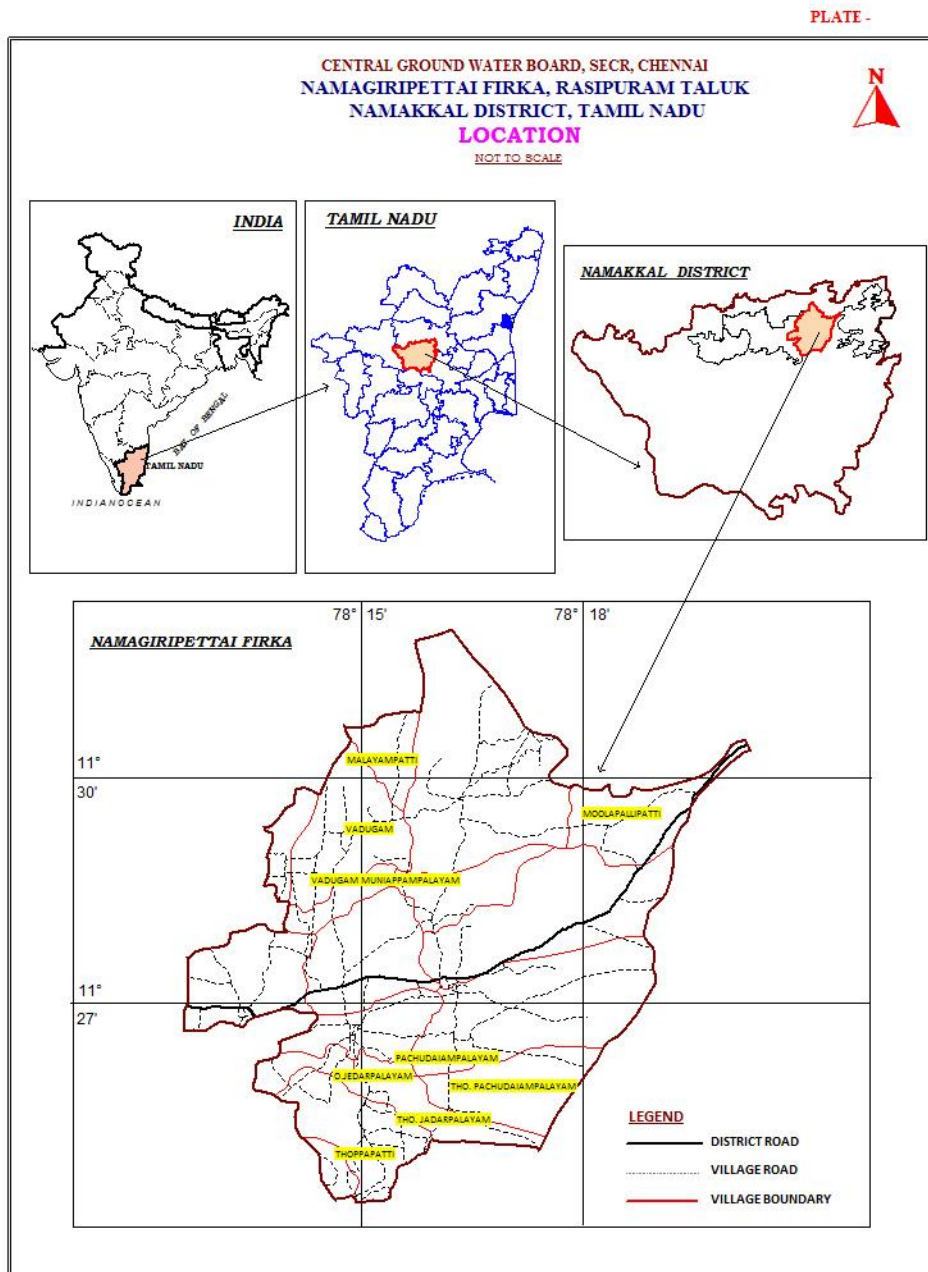 PLATE -
CENTRAL GROUND WATER BOARD, SECR, CHENNAI
NAMAGIRIPETTAI FIRKA, RASIPURAM TALUK
NAMAKKAL DISTRICT, TAMIL NADU
LOCATION
NOT TO SCALE
N
INDIA
BAY OF BENGAL
TAMIL NADU
INDIAN OCEAN
TAMIL NADU
NAMAKKAL DISTRICT
NAMAGIRIPETTAI FIRKA
78° 15'
78° 18'
11°
30'
11°
27'
MALAYAMPATTI
MOOLAPALLIPATTI
VADUGAM
VADUGAM MUNIAPPAMPALAYAM
PACHUDAIAMPALAYAM
O.JEDARPALAYAM
THO. PACHUDAIAMPALAYAM
THO. JADARPALAYAM
THOPPAPATTI
LEGEND
DISTRICT ROAD
VILLAGE ROAD
VILLAGE BOUNDARY